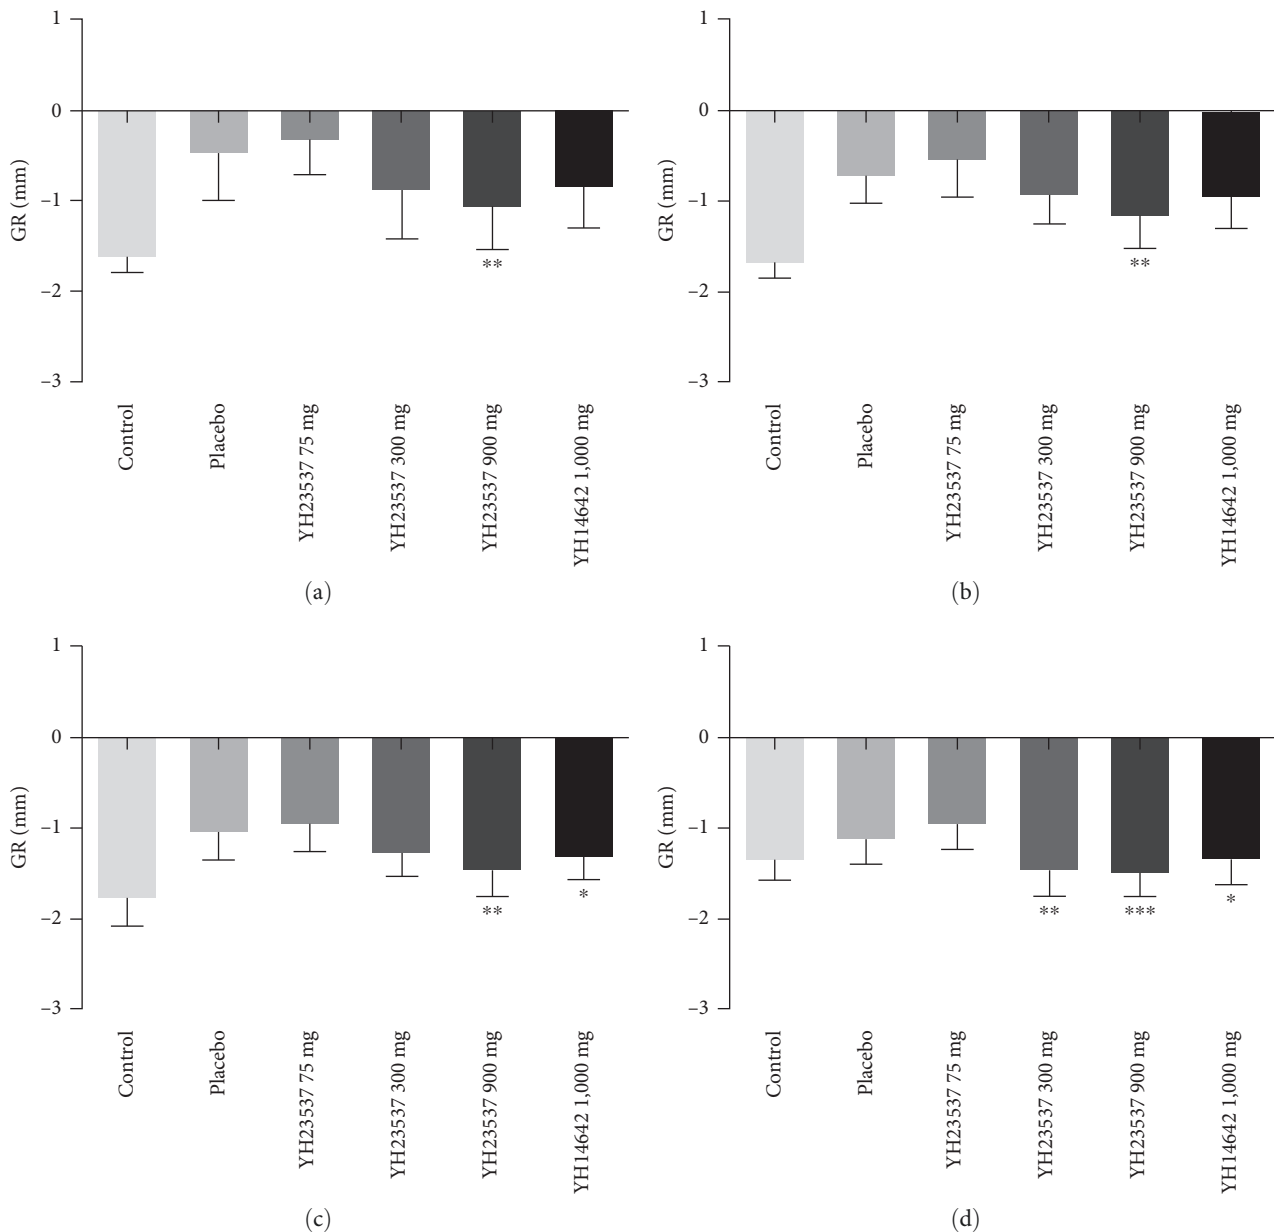 1
0
–1
–2
–3
GR (mm)
**
Control
Placebo
YH23537 75 mg
YH23537 300 mg
YH23537 900 mg
YH14642 1,000 mg
(a)
1
0
–1
–2
–3
GR (mm)
**
Control
Placebo
YH23537 75 mg
YH23537 300 mg
YH23537 900 mg
YH14642 1,000 mg
(b)
1
0
–1
–2
–3
GR (mm)
**
*
Control
Placebo
YH23537 75 mg
YH23537 300 mg
YH23537 900 mg
YH14642 1,000 mg
(c)
1
0
–1
–2
–3
GR (mm)
**
***
*
Control
Placebo
YH23537 75 mg
YH23537 300 mg
YH23537 900 mg
YH14642 1,000 mg
(d)